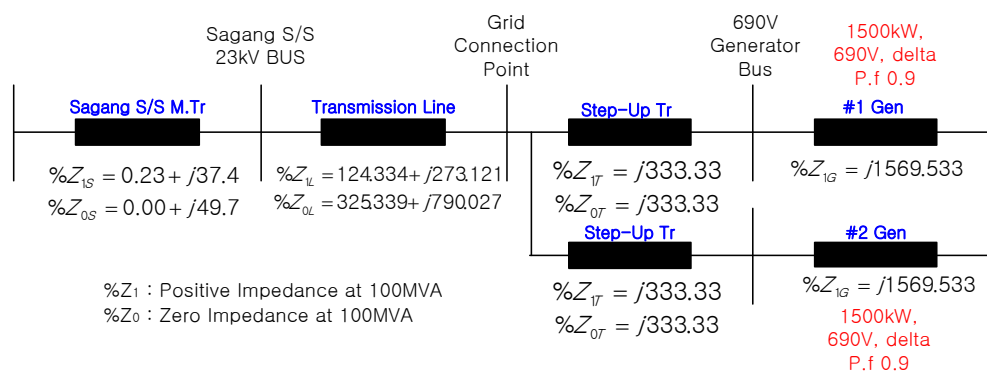 Sagang S/S
23kV BUS
Grid
Connection
Point
690V
Generator
Bus
1500kW,
690V, delta
P.f 0.9
Sagang S/S M.Tr
Transmission Line
Step-Up Tr
#1 Gen
%Z1S = 0.23 + j37.4
%Z0S = 0.00 + j49.7
%Z1L = 124.334 + j273.121
%Z0L = 325.339 + j790.027
%Z1T = j333.33
%Z0T = j333.33
%Z1G = j1569.533
Step-Up Tr
#2 Gen
%Z1T = j333.33
%Z0T = j333.33
%Z1G = j1569.533
1500kW,
690V, delta
P.f 0.9
%Z1 : Positive Impedance at 100MVA
%Z0 : Zero Impedance at 100MVA